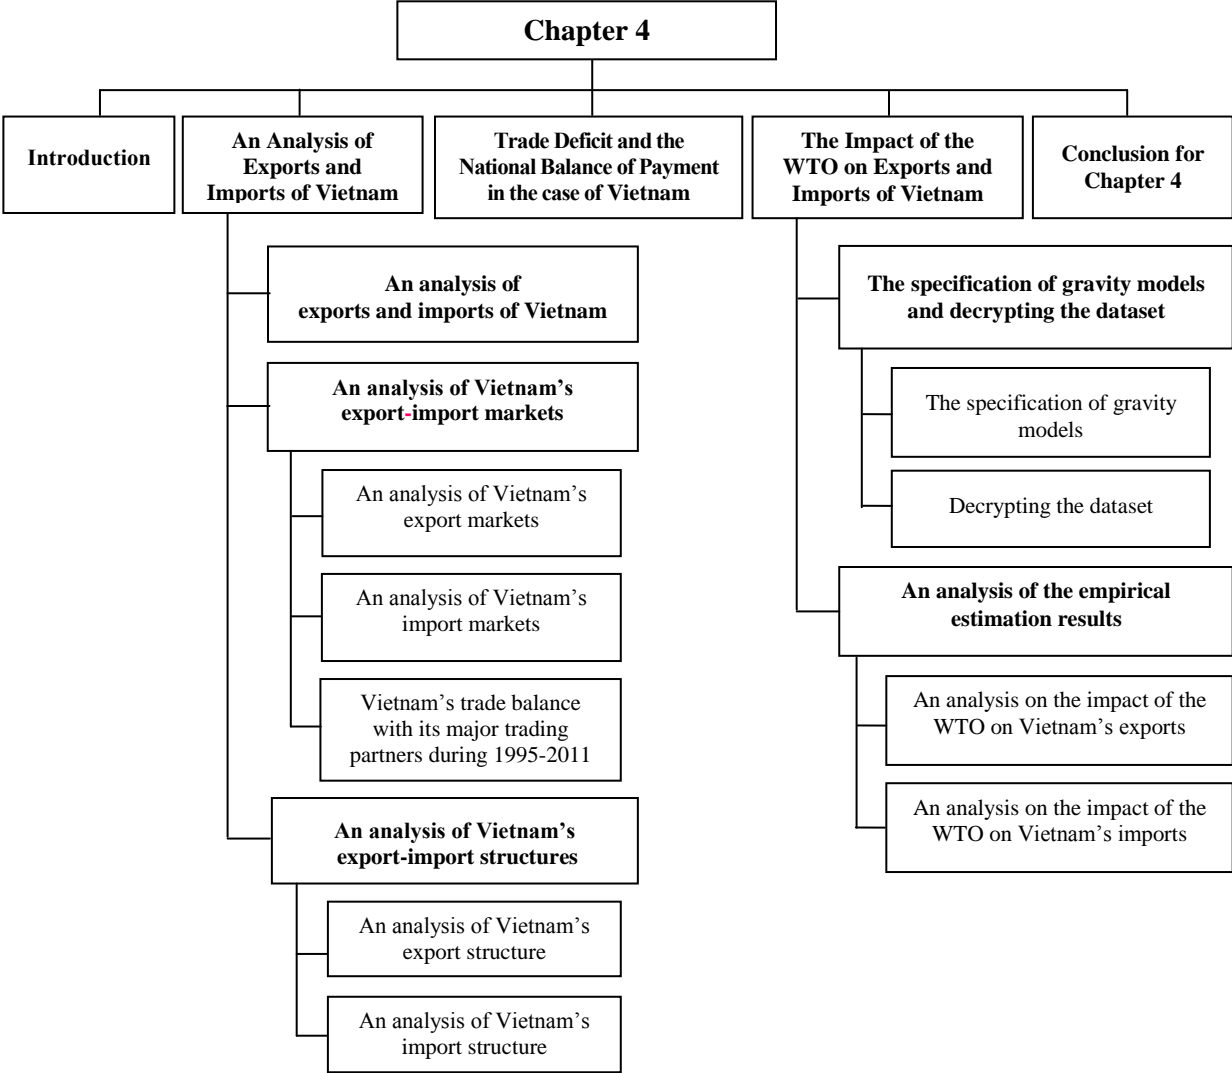 Chapter 4
Introduction
An Analysis of
Exports and
Imports of Vietnam
Trade Deficit and the
National Balance of Payment
in the case of Vietnam
The Impact of the
WTO on Exports and
Imports of Vietnam
Conclusion for
Chapter 4
An analysis of
exports and imports of Vietnam
An analysis of Vietnam’s
export-import markets
An analysis of Vietnam’s
export markets
An analysis of Vietnam’s
import markets
Vietnam’s trade balance
with its major trading
partners during 1995-2011
An analysis of Vietnam’s
export-import structures
An analysis of Vietnam’s
export structure
An analysis of Vietnam’s
import structure
The specification of gravity models
and decrypting the dataset
The specification of gravity
models
Decrypting the dataset
An analysis of the empirical
estimation results
An analysis on the impact of the
WTO on Vietnam’s exports
An analysis on the impact of the
WTO on Vietnam’s imports